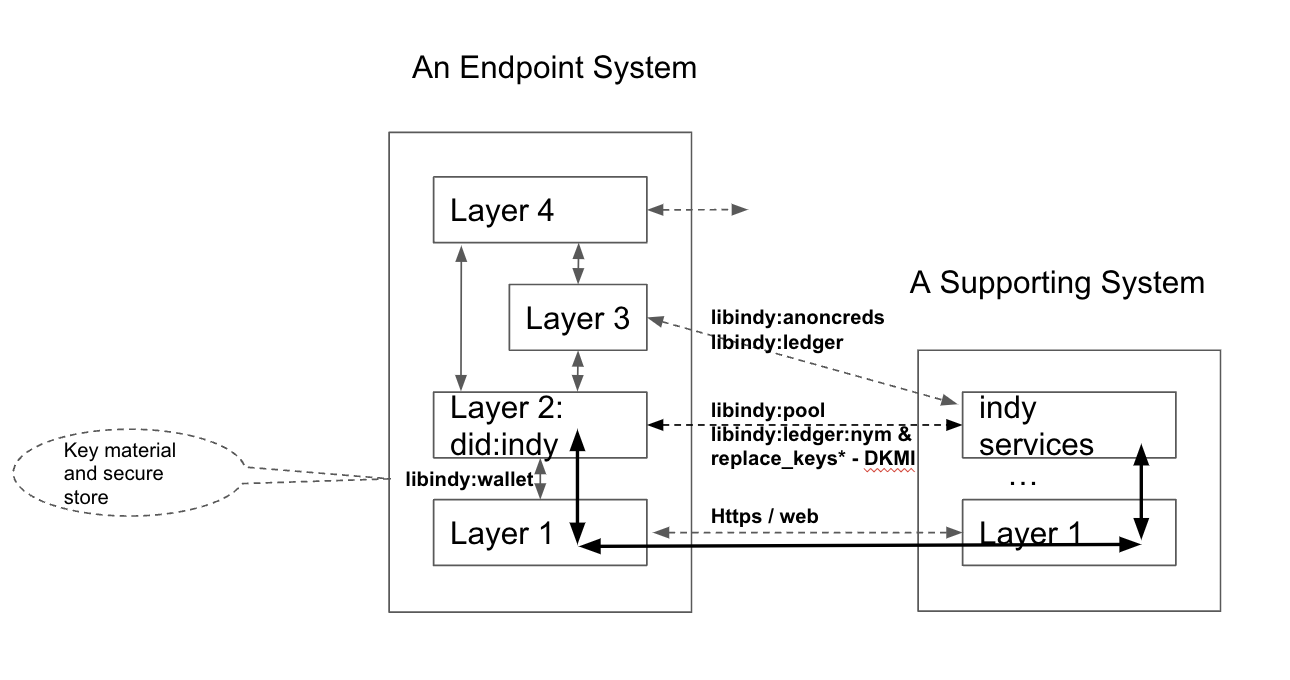 An Endpoint System
Layer 4
A Supporting System
Layer 3
libindy:anoncreds
libindy:ledger
Layer 2:
did:indy
libindy:pool
libindy:ledger:nym &
replace_keys* - DKMI
indy
services
Key material
and secure
store
libindy:wallet
...
Layer 1
Https / web
Layer 1